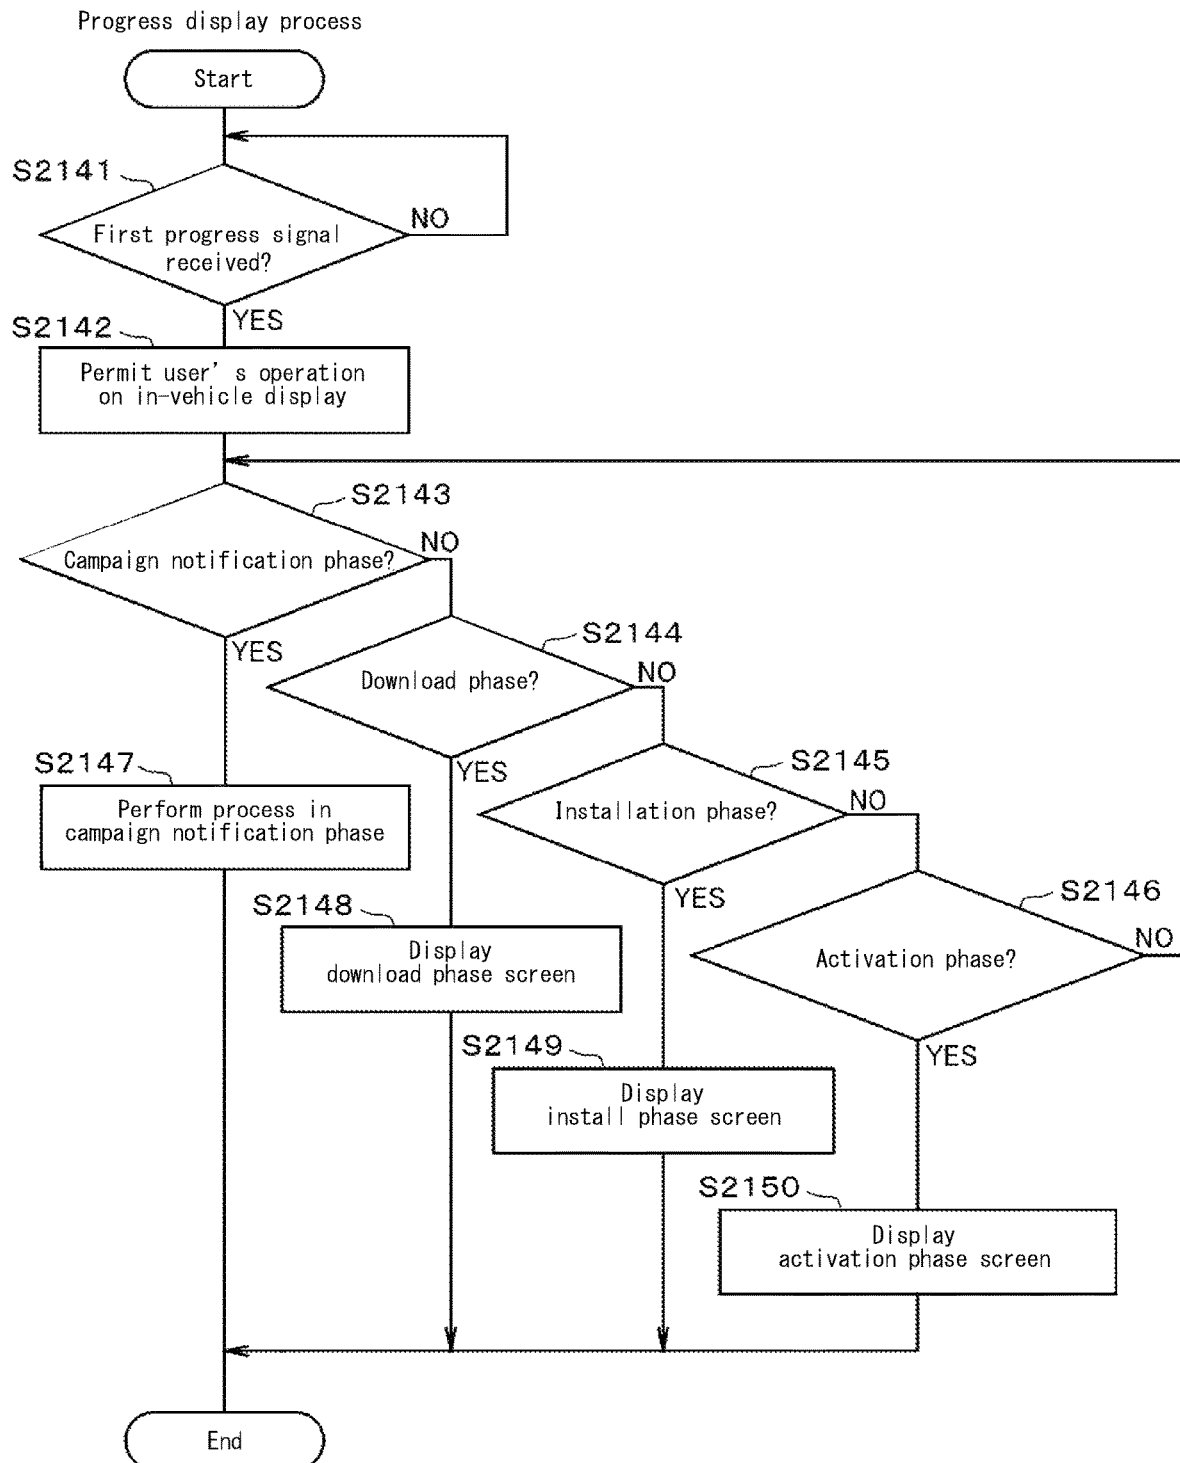 Progress display process
Start
S2141
First progress signal
received?
NO
YES
S2142
Permit user's operation
on in-vehicle display
S2143
Campaign notification phase?
NO
YES
S2144
Download phase?
NO
YES
S2145
Installation phase?
NO
YES
S2146
Activation phase?
NO
YES
S2147
Perform process in
campaign notification phase
S2148
Display
download phase screen
S2149
Display
install phase screen
S2150
Display
activation phase screen
End